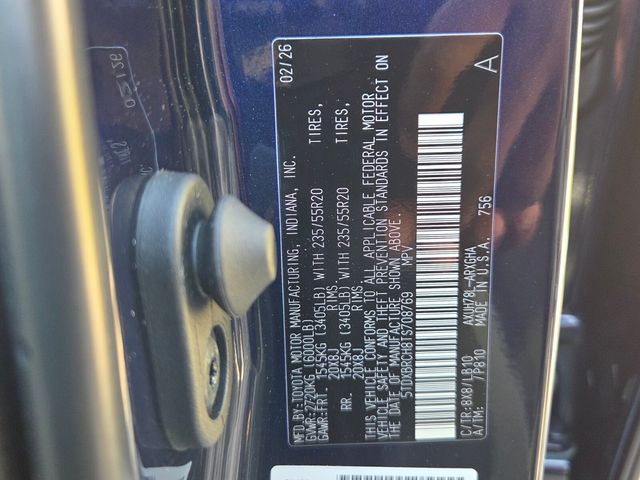 MFD.BY:TOYOTA MOTOR MANUFACTURING, INDIANA, INC. 02/26
GVWR:2720KG (6000LB)
GAWR:FRT. 1545KG (3405LB) WITH 235/55R20 TIRES,
20X8J RIMS.
RR. 1545KG (3405LB) WITH 235/55R20 TIRES,
20X8J RIMS.
THIS VEHICLE CONFORMS TO ALL APPLICABLE FEDERAL MOTOR
VEHICLE SAFETY AND THEFT PREVENTION STANDARDS IN EFFECT ON
THE DATE OF MANUFACTURE SHOWN ABOVE.
MPV
C/TR:8X8/LB10 AXUH78L-ARXGHA
A/TM: /P810 MADE IN U.S.A. 756
A